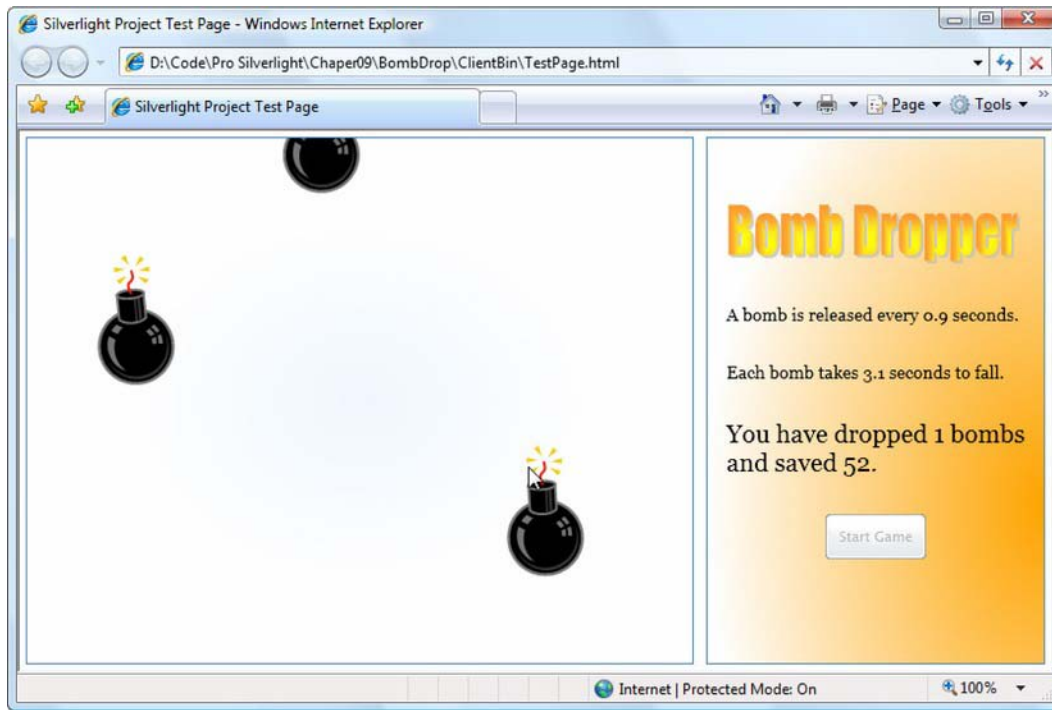 Silverlight Project Test Page - Windows Internet Explorer
D:\Code\Pro Silverlight\Chaper09\BombDrop\ClientBin\TestPage.html
Silverlight Project Test Page
Page
Tools
Bomb Dropper
A bomb is released every 0.9 seconds.
Each bomb takes 3.1 seconds to fall.
You have dropped 1 bombs
and saved 52.
Start Game
Internet | Protected Mode: On
100%